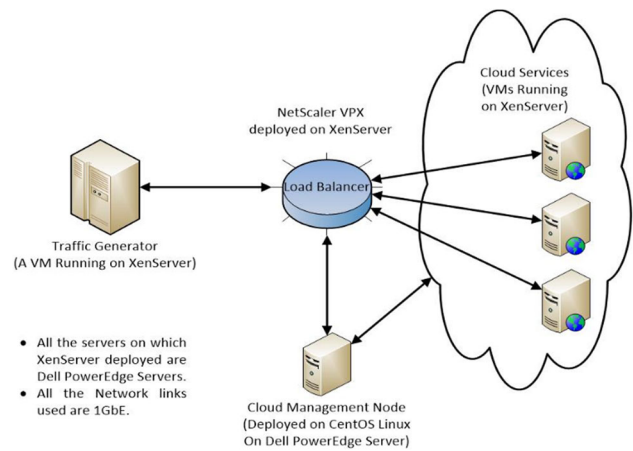 Cloud Services
(VMs Running
on XenServer)
NetScaler VPX
deployed on XenServer
Load Balancer
Traffic Generator
(A VM Running on XenServer)
• All the servers on which
XenServer deployed are
Dell PowerEdge Servers.
• All the Network links
used are 1GbE.
Cloud Management Node
(Deployed on CentOS Linux
On Dell PowerEdge Server)